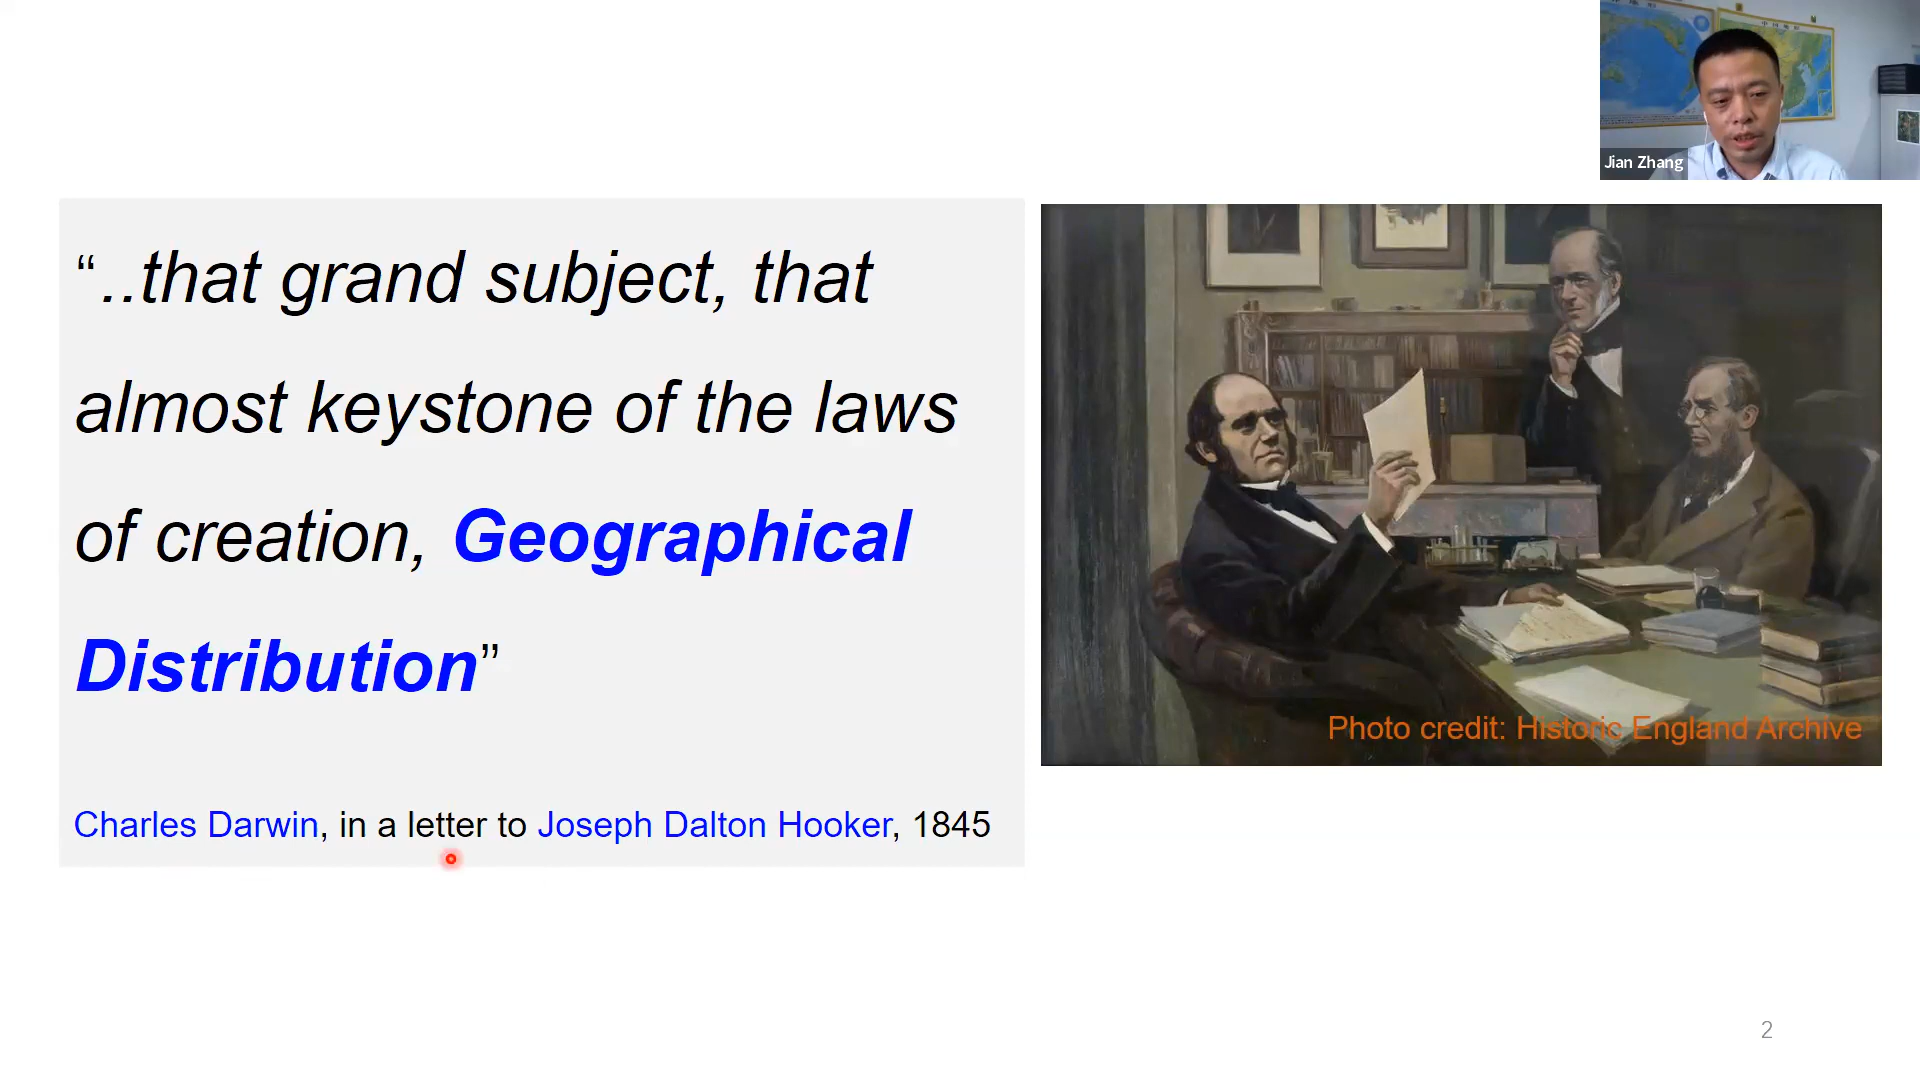 Jian Zhang
“..that grand subject, that
almost keystone of the laws
of creation, Geographical
Distribution”
Charles Darwin, in a letter to Joseph Dalton Hooker, 1845
Photo credit: Historic England Archive
2